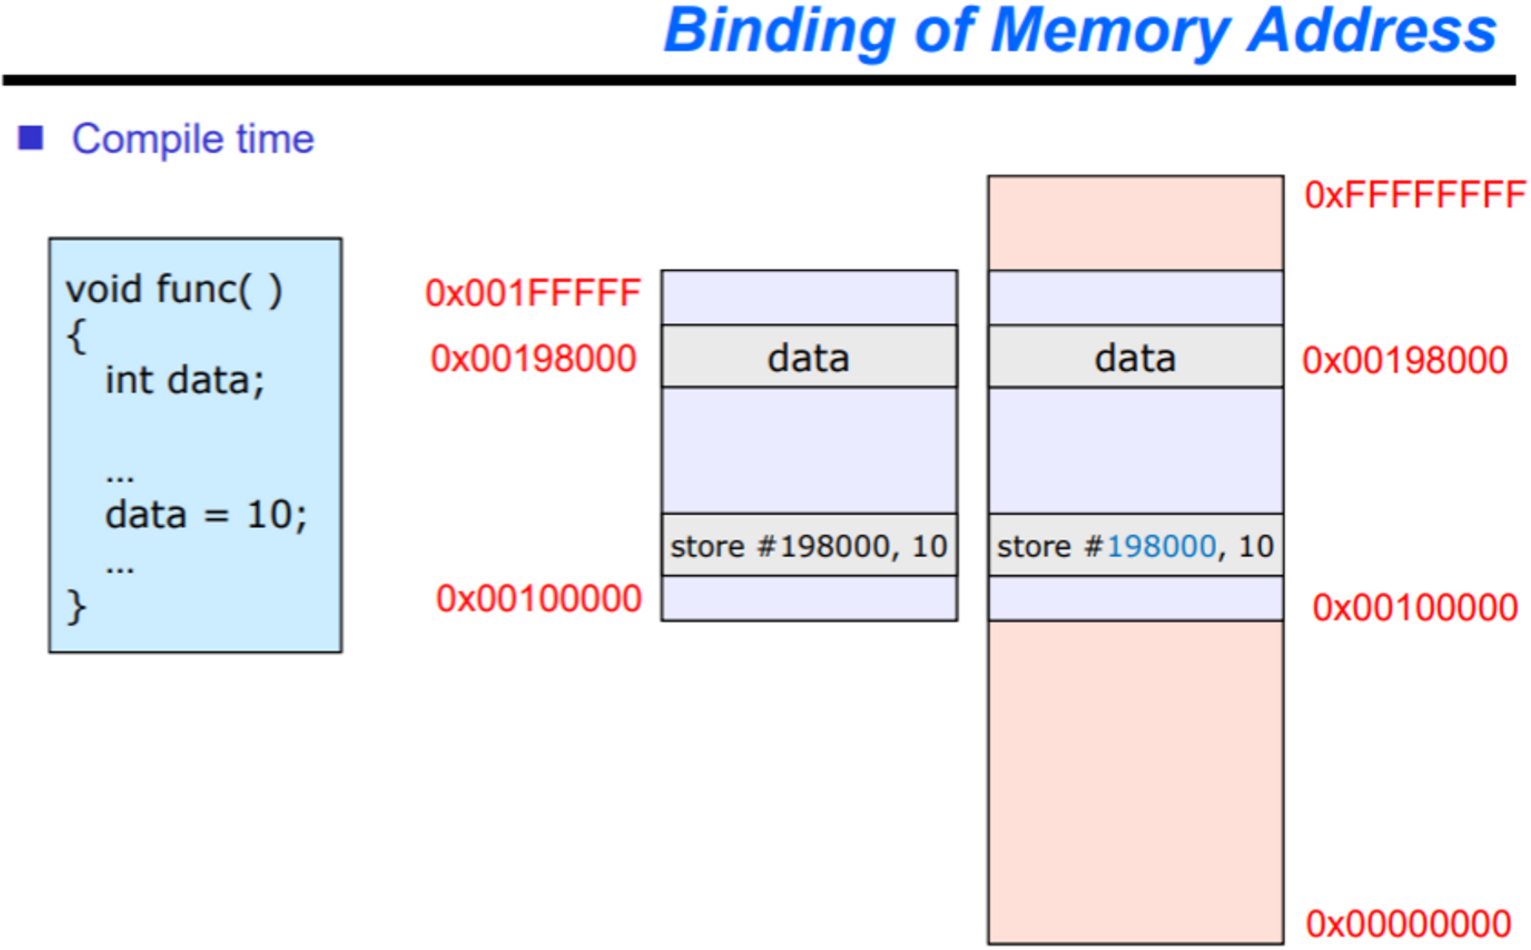 Binding of Memory Address
Compile time
void func( )
{
int data;
...
data = 10;
...
}
0x001FFFFF
0x00198000
0x00100000
data
store #198000, 10
data
store #198000, 10
0xFFFFFFFF
0x00198000
0x00100000
0x00000000